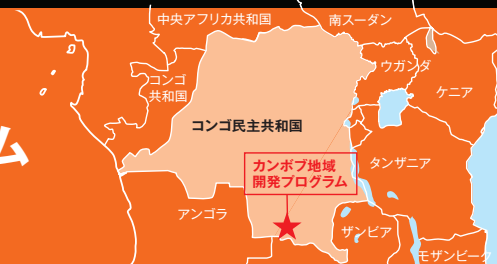 中央アフリカ共和国
南スーダン
ウガンダ
コンゴ
共和国
ケニア
コンゴ民主共和国
ム
カンボブ地域
開発プログラム
タンザニア
アンゴラ
ザンビア
モザンビーク